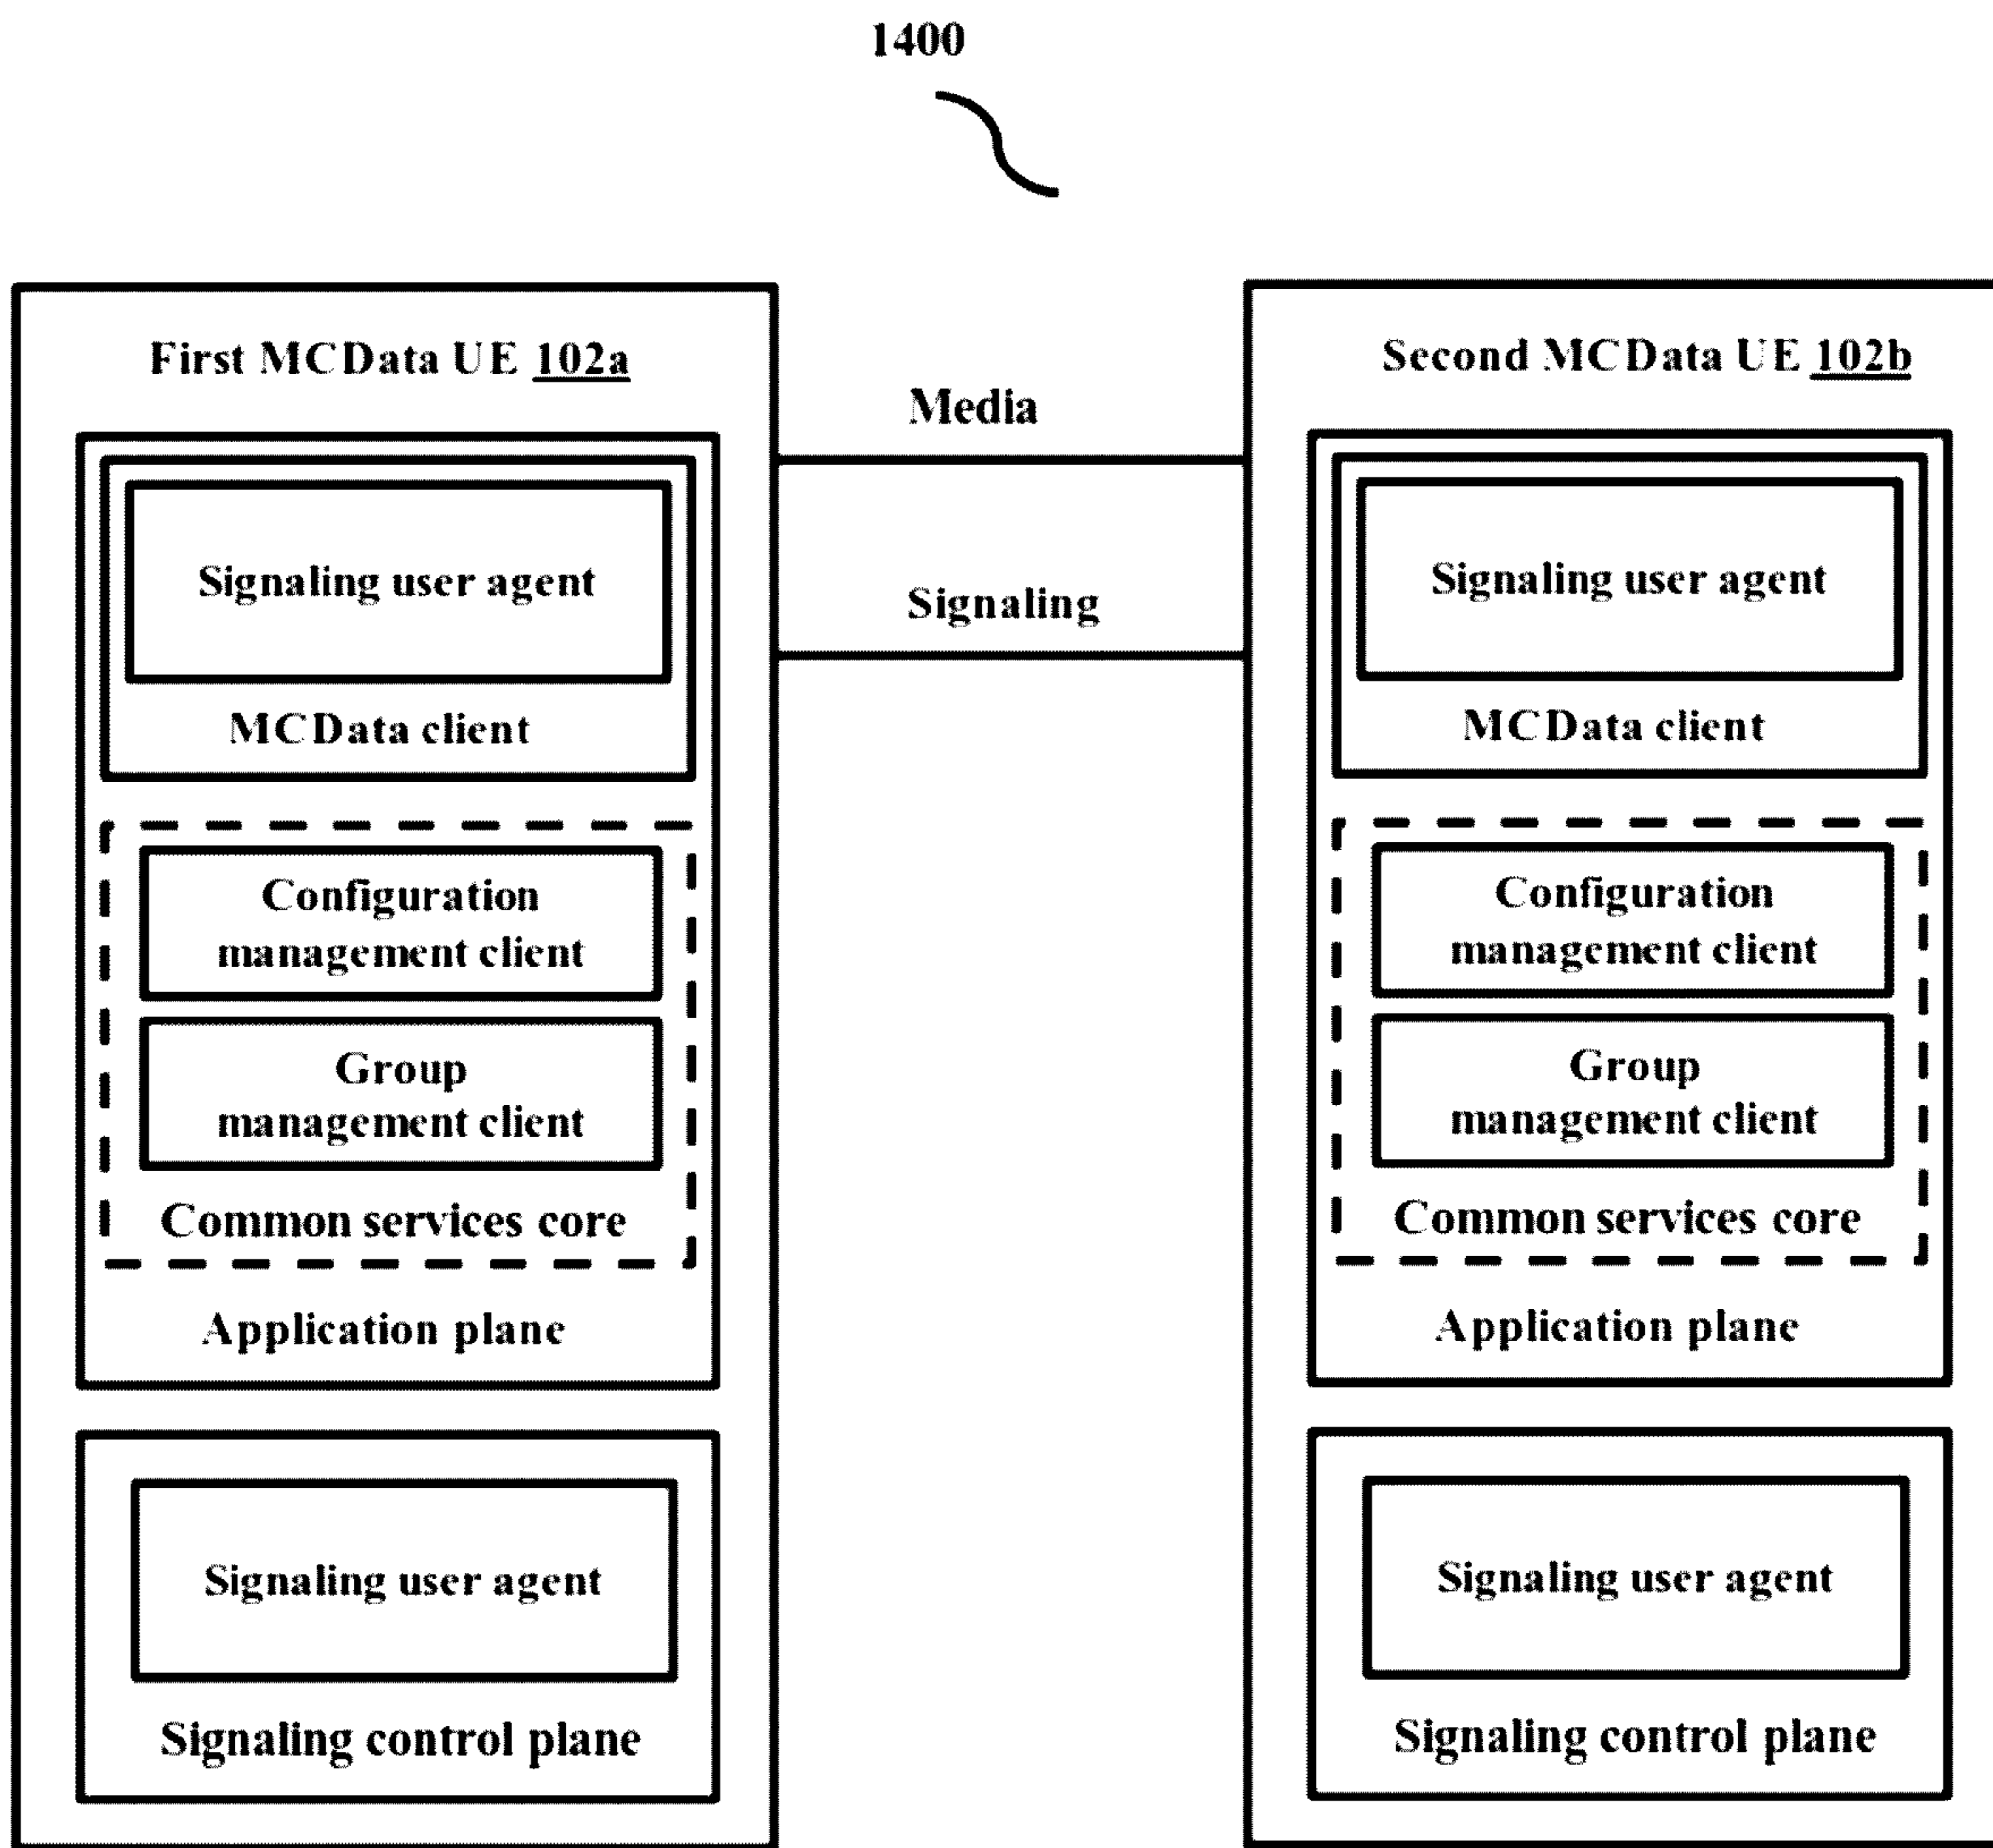 1400
First MCData UE 102a
Signaling user agent
MCData client
Configuration
management client
Group
management client
Common services core
Application plane
Signaling user agent
Signaling control plane
Media
Signaling
Second MCData UE 102b
Signaling user agent
MCData client
Configuration
management client
Group
management client
Common services core
Application plane
Signaling user agent
Signaling control plane